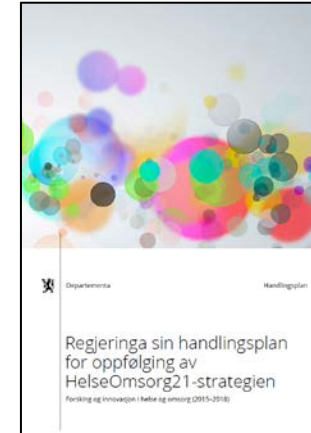 Departementa
Handlingsplan
Regjeringa sin handlingsplan
for oppfølging av
HelseOmsorg21-strategien
Forsking og innovasjon i helse og omsorg (2015–2018)